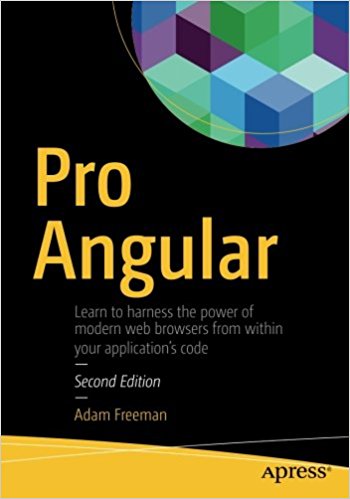 Pro
Angular
Learn to harness the power of
modern web browsers from within
your application's code
Second Edition
Adam Freeman
Apress®